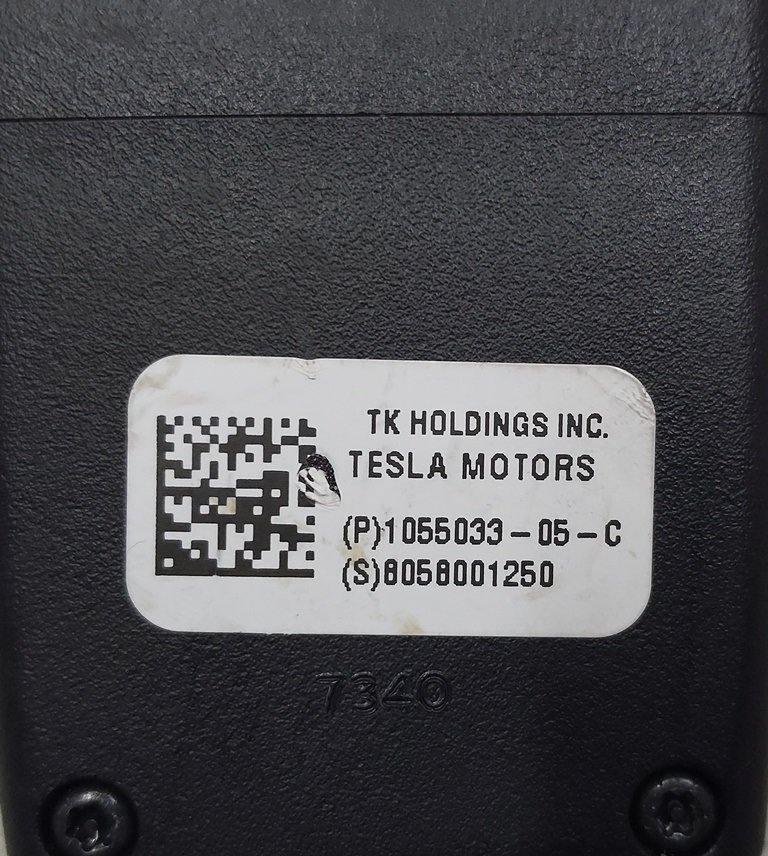 TK HOLDINGS INC.
TESLA MOTORS
(P)1055033-05-C
(S)8058001250
7340